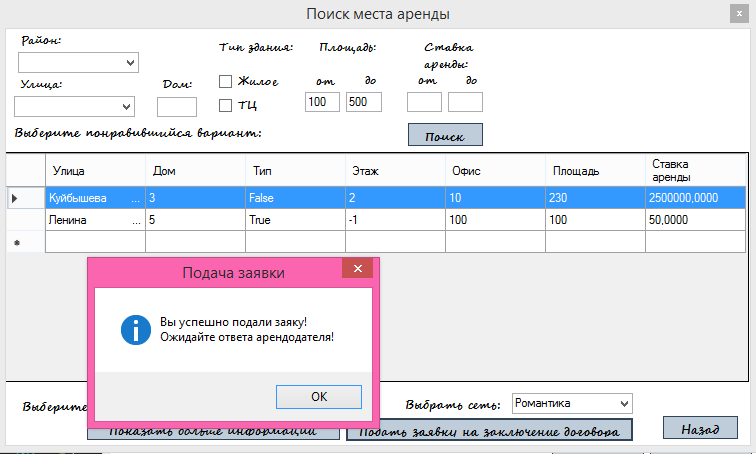 Поиск места аренды
Район:
Тип здания:
Площадь:
Ставка
аренды:
Улица:
Дом:
Жилое
от до
от до
ТЦ
100 500
Выберите понравившийся вариант:
Поиск
Улица Дом Тип Этаж Офис Площадь Ставка
аренды
Куйбышева ... 3 False 2 10 230 2500000,0000
Ленина ... 5 True -1 100 100 50,0000
Подача заявки
Вы успешно подали заяку!
Ожидайте ответа арендодателя!
OK
Выберите
Выбрать сеть: Романтика
Показать больше информации
Подать заявку на заключение договора
Назад